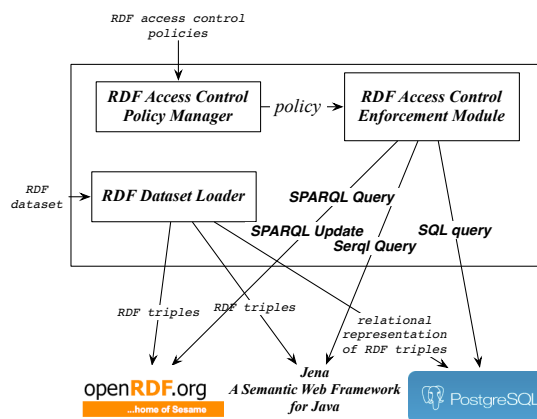 RDF access control
policies
RDF Access Control
Policy Manager
policy
RDF Access Control
Enforcement Module
RDF
dataset
RDF Dataset Loader
SPARQL Query
SPARQL Update
Serql Query
SQL query
RDF triples
RDF triples
relational
representation
of RDF triples
openRDF.org
...home of Sesame
Jena
A Semantic Web Framework
for Java
PostgreSQL